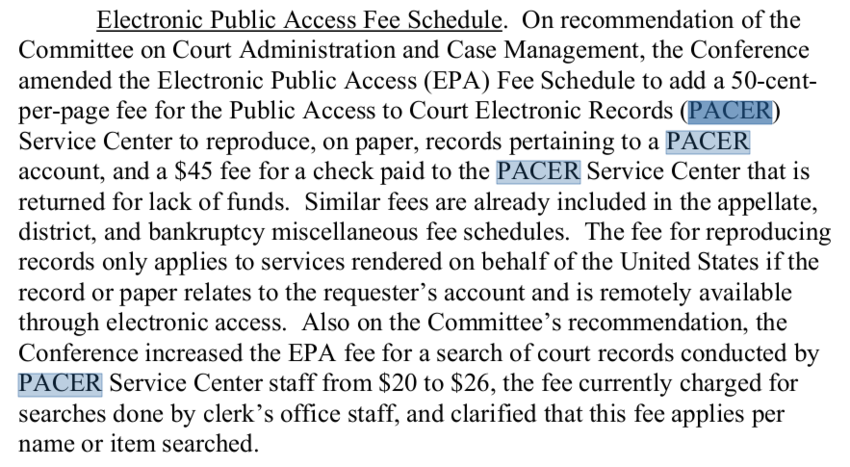 Electronic Public Access Fee Schedule.  On recommendation of the
Committee on Court Administration and Case Management, the Conference
amended the Electronic Public Access (EPA) Fee Schedule to add a 50-cent-
per-page fee for the Public Access to Court Electronic Records (PACER)
Service Center to reproduce, on paper, records pertaining to a PACER
account, and a $45 fee for a check paid to the PACER Service Center that is
returned for lack of funds.  Similar fees are already included in the appellate,
district, and bankruptcy miscellaneous fee schedules.  The fee for reproducing
records only applies to services rendered on behalf of the United States if the
record or paper relates to the requester’s account and is remotely available
through electronic access.  Also on the Committee’s recommendation, the
Conference increased the EPA fee for a search of court records conducted by
PACER Service Center staff from $20 to $26, the fee currently charged for
searches done by clerk’s office staff, and clarified that this fee applies per
name or item searched.